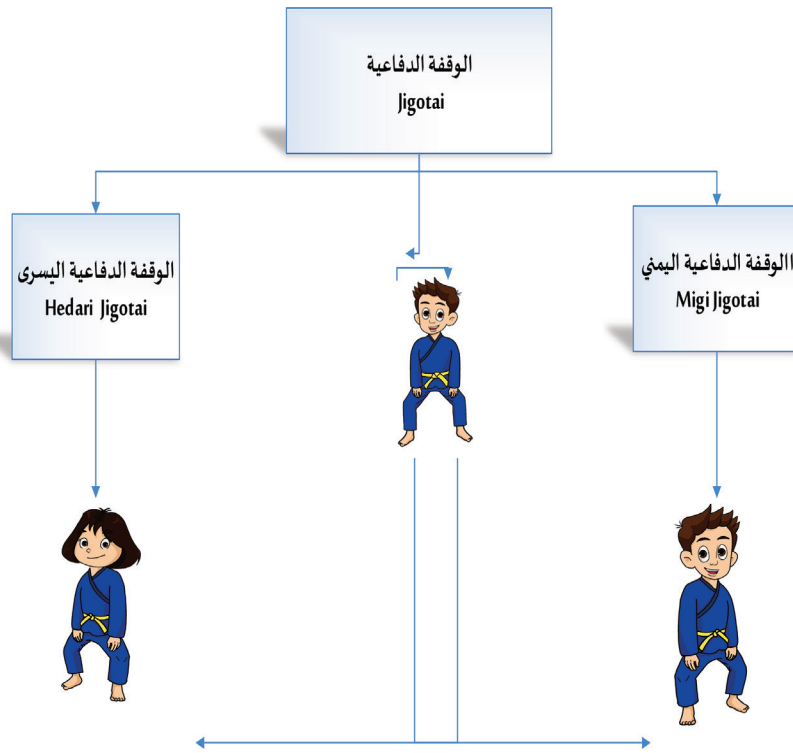 الوقفة الدفاعية
Jigotai
االوقفة الدفاعية اليمني
Migi Jigotai
الوقفة الدفاعية اليسرى
Hedari Jigotai